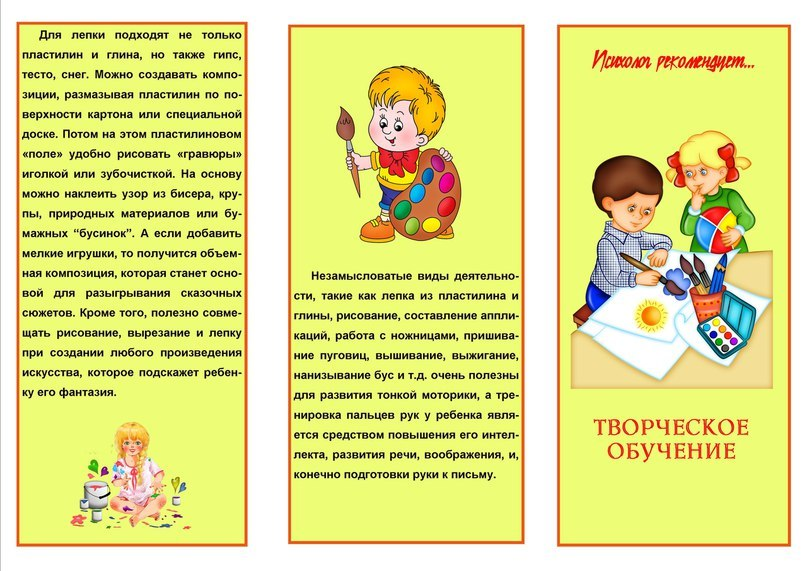 Для лепки подходят не только
пластилин и глина, но также гипс,
тесто, снег. Можно создавать компо-
зиции, размазывая пластилин по по-
верхности картона или специальной
доске. Потом на этом пластилиновом
«поле» удобно рисовать «гравюры»
иголкой или зубочисткой. На основу
можно наклеить узор из бисера, кру-
пы, природных материалов или бу-
мажных “бусинок”. А если добавить
мелкие игрушки, то получится объем-
ная композиция, которая станет осно-
вой для разыгрывания сказочных
сюжетов. Кроме того, полезно совме-
щать рисование, вырезание и лепку
при создании любого произведения
искусства, которое подскажет ребен-
ку его фантазия.
Незамысловатые виды деятельно-
сти, такие как лепка из пластилина и
глины, рисование, составление аппли-
каций, работа с ножницами, пришива-
ние пуговиц, вышивание, выжигание,
нанизывание бус и т.д. очень полезны
для развития тонкой моторики, а тре-
нировка пальцев рук у ребенка явля-
ется средством повышения его интел-
лекта, развития речи, воображения, и,
конечно подготовки руки к письму.
Психолог рекомендует...
ТВОРЧЕСКОЕ
ОБУЧЕНИЕ